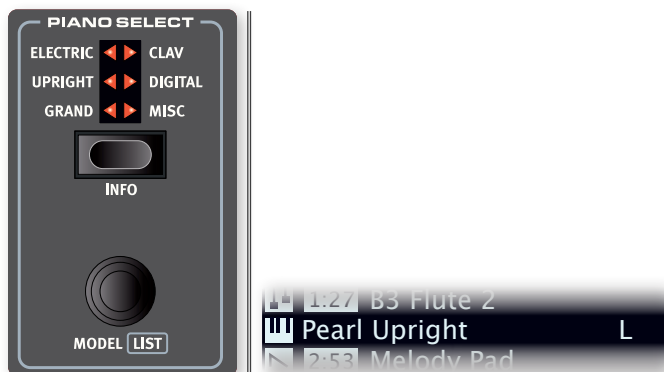 PIANO SELECT
ELECTRIC CLAV
UPRIGHT DIGITAL
GRAND MISC
INFO
MODEL LIST
1:27 B3 Flute 2
Pearl Upright L
2:53 Melody Pad